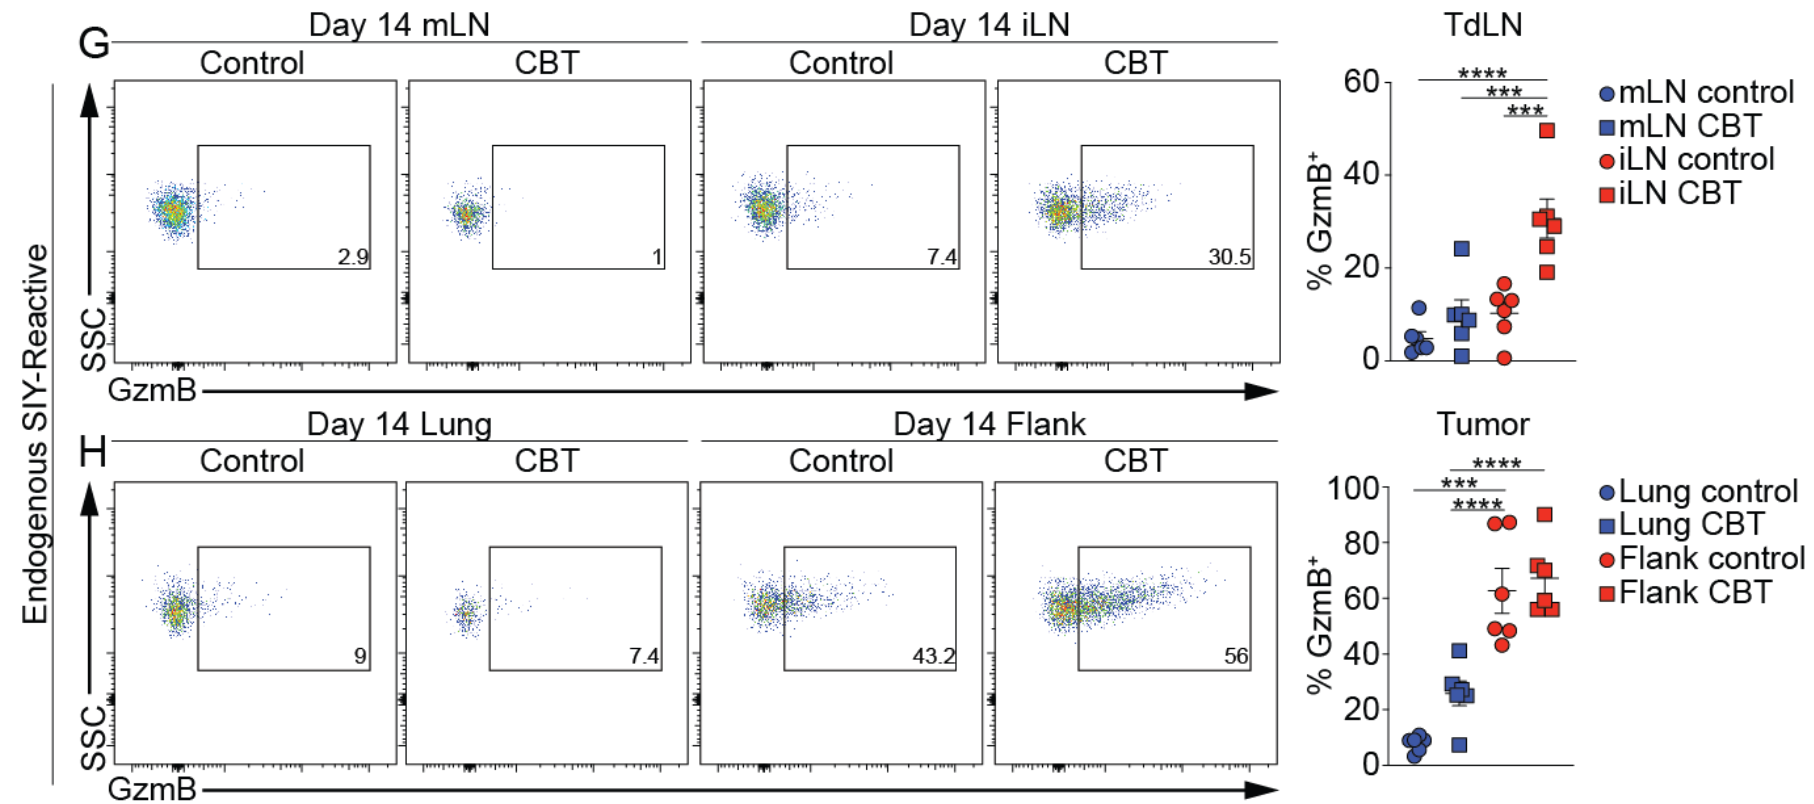 G
Day 14 mLN
Day 14 iLN
TdLN
Control
CBT
Control
CBT
2.9
1
7.4
30.5
SSC
GzmB
% GzmB+
60
40
20
0
****
***
***
mLN control
mLN CBT
iLN control
iLN CBT
Endogenous SIY-Reactive
H
Day 14 Lung
Day 14 Flank
Tumor
Control
CBT
Control
CBT
9
7.4
43.2
56
SSC
GzmB
% GzmB+
100
80
60
40
20
0
****
***
****
Lung control
Lung CBT
Flank control
Flank CBT